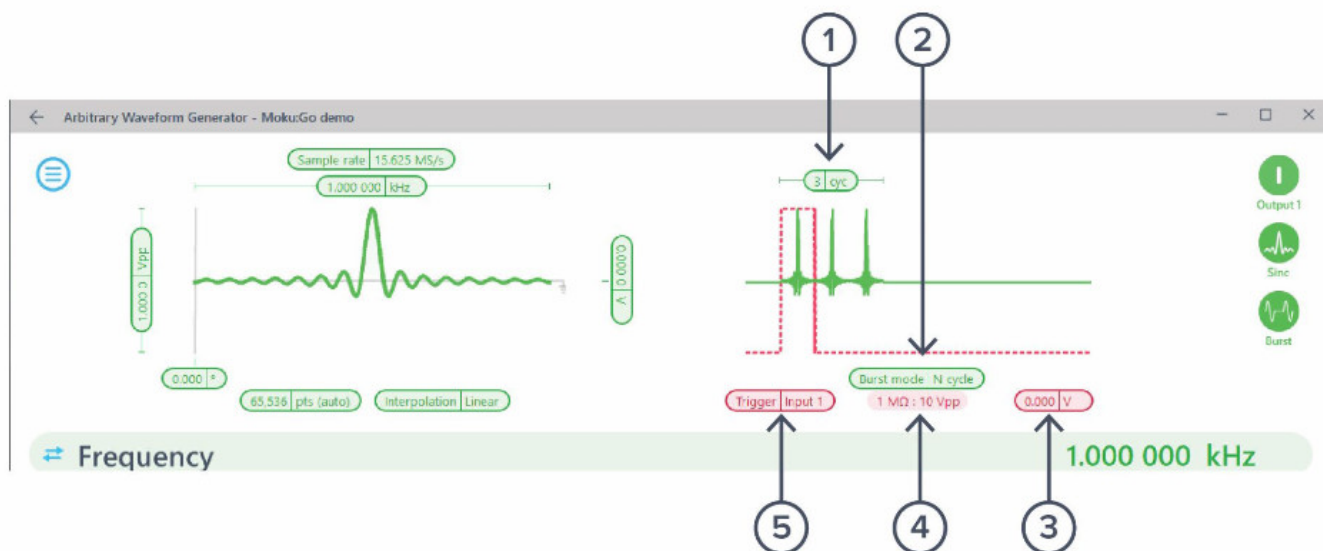 1 2
Arbitrary Waveform Generator - Moku:Go demo
Sample rate 15.625 MS/s
1.000 000 kHz
3 cyc
Output 1
1.000 0 Vpp
0.000 0 V
Sinc
Burst
0.000 °
Burst mode N cycle
65,536 pts (auto) Interpolation Linear
Trigger Input 1 1 MΩ : 10 Vpp 0.000 V
Frequency 1.000 000 kHz
5 4 3